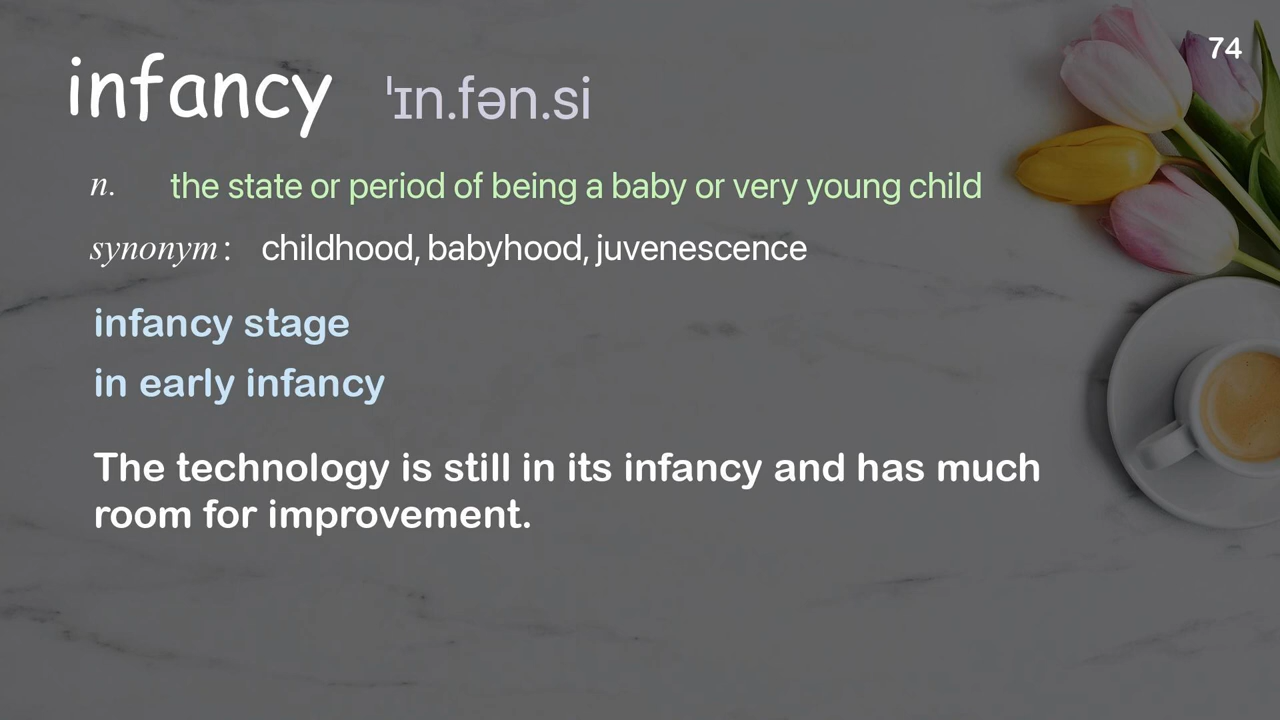 74
infancy ˈɪn.fən.si
n. the state or period of being a baby or very young child
synonym: childhood, babyhood, juvenescence
infancy stage
in early infancy
The technology is still in its infancy and has much
room for improvement.